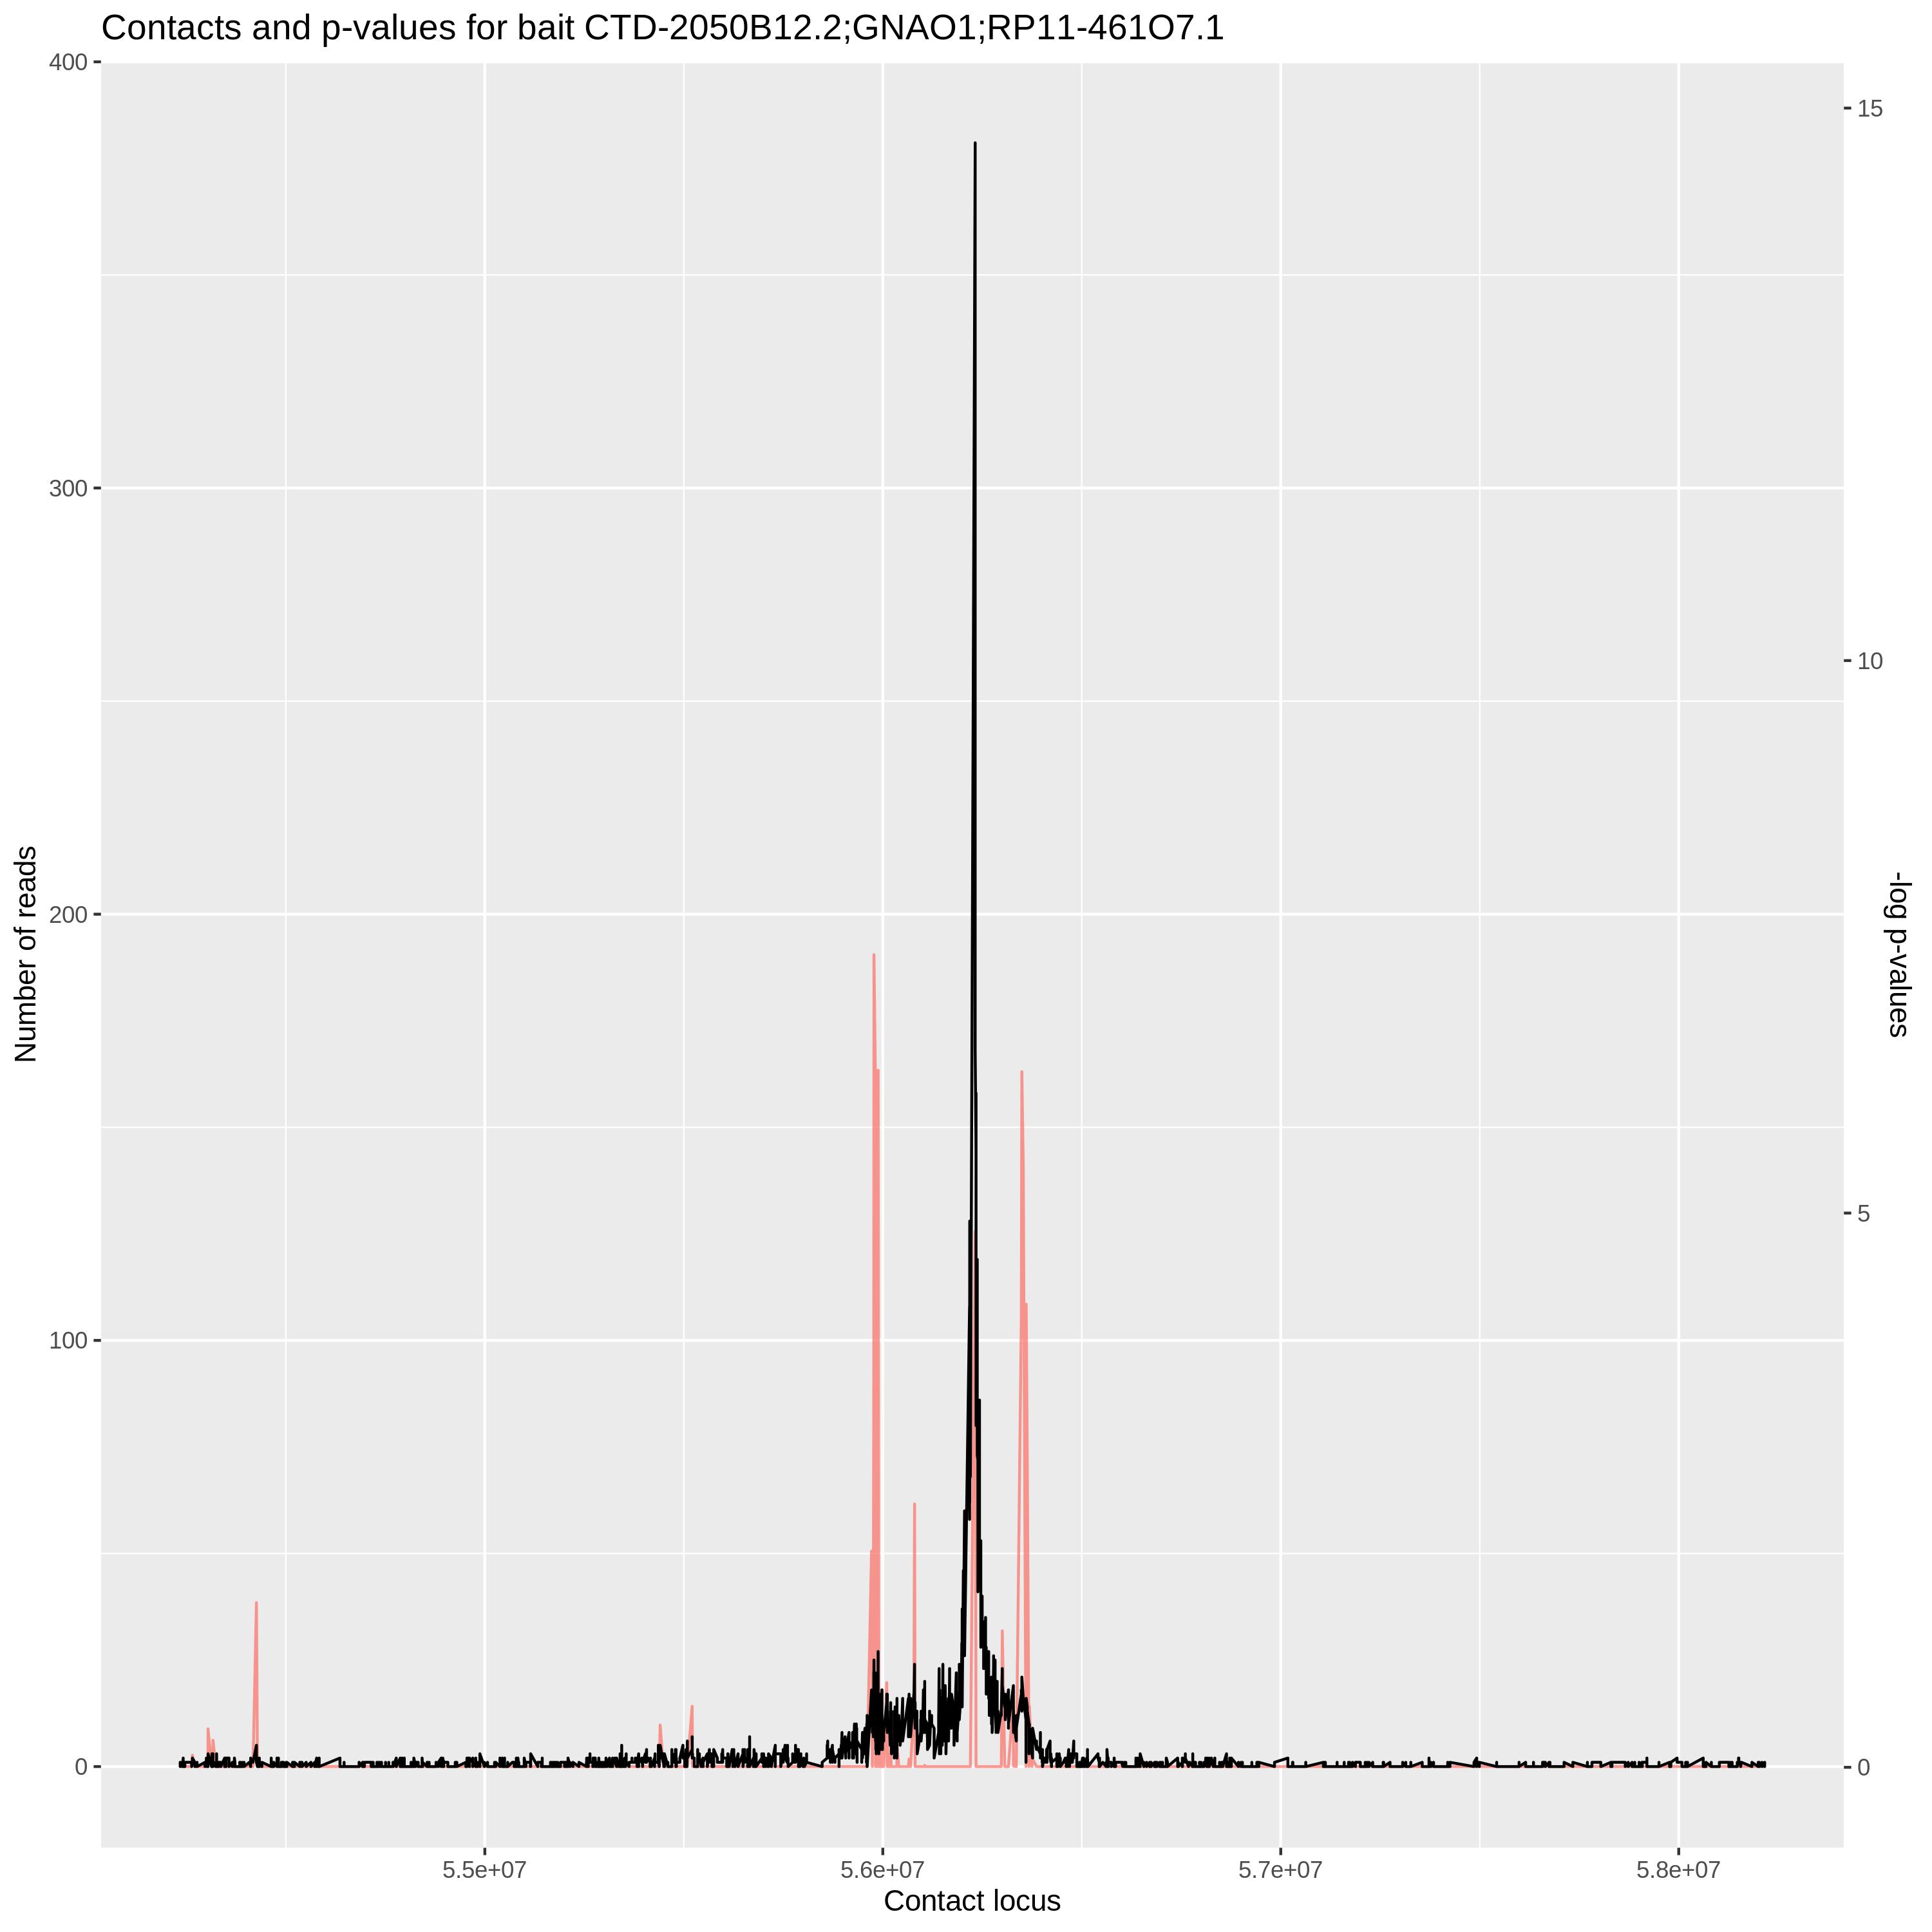 Contacts and p-values for bait CTD-2050B12.2;GNAO1;RP11-461O7.1
400
300
200
100
0
Number of reads
15
10
5
0
-log p-values
5.5e+07
5.6e+07
5.7e+07
5.8e+07
Contact locus